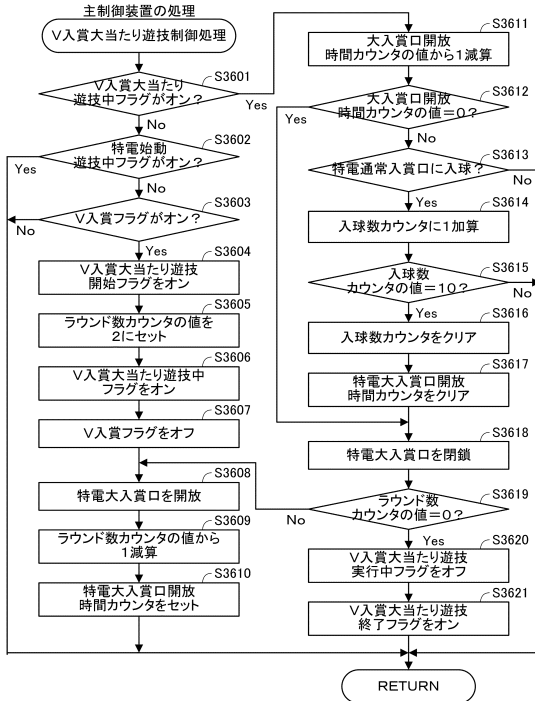 主制御装置の処理
V入賞大当たり遊技制御処理
S3601
V入賞大当たり
遊技中フラグがオン?
Yes
No
S3602
特電始動
遊技中フラグがオン?
Yes
No
S3603
V入賞フラグがオン?
No
Yes
S3604
V入賞大当たり遊技
開始フラグをオン
S3605
ラウンド数カウンタの値を
2にセット
S3606
V入賞大当たり遊技中
フラグをオン
S3607
V入賞フラグをオフ
S3608
特電大入賞口を開放
S3609
ラウンド数カウンタの値から
1減算
S3610
特電大入賞口開放
時間カウンタをセット
S3611
大入賞口開放
時間カウンタの値から1減算
S3612
大入賞口開放
時間カウンタの値=0?
Yes
No
S3613
特電通常入賞口に入球?
No
Yes
S3614
入球数カウンタに1加算
S3615
入球数
カウンタの値=10?
No
Yes
S3616
入球数カウンタをクリア
S3617
特電大入賞口開放
時間カウンタをクリア
S3618
特電大入賞口を閉鎖
S3619
ラウンド数
カウンタの値=0?
No
Yes
S3620
V入賞大当たり遊技
実行中フラグをオフ
S3621
V入賞大当たり遊技
終了フラグをオン
RETURN